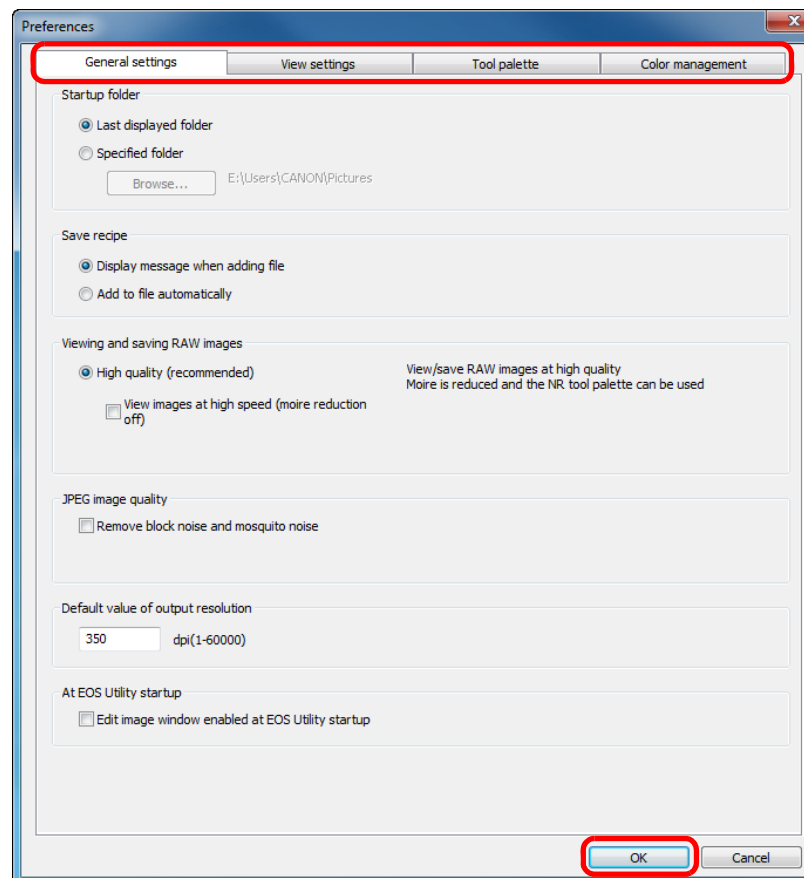 Preferences
General settings
View settings
Tool palette
Color management
Startup folder
Last displayed folder
Specified folder
Browse...
E:\Users\CANON\Pictures
Save recipe
Display message when adding file
Add to file automatically
Viewing and saving RAW images
High quality (recommended)
View/save RAW images at high quality
Moire is reduced and the NR tool palette can be used
View images at high speed (moire reduction
off)
JPEG image quality
Remove block noise and mosquito noise
Default value of output resolution
350
dpi(1-60000)
At EOS Utility startup
Edit image window enabled at EOS Utility startup
OK
Cancel